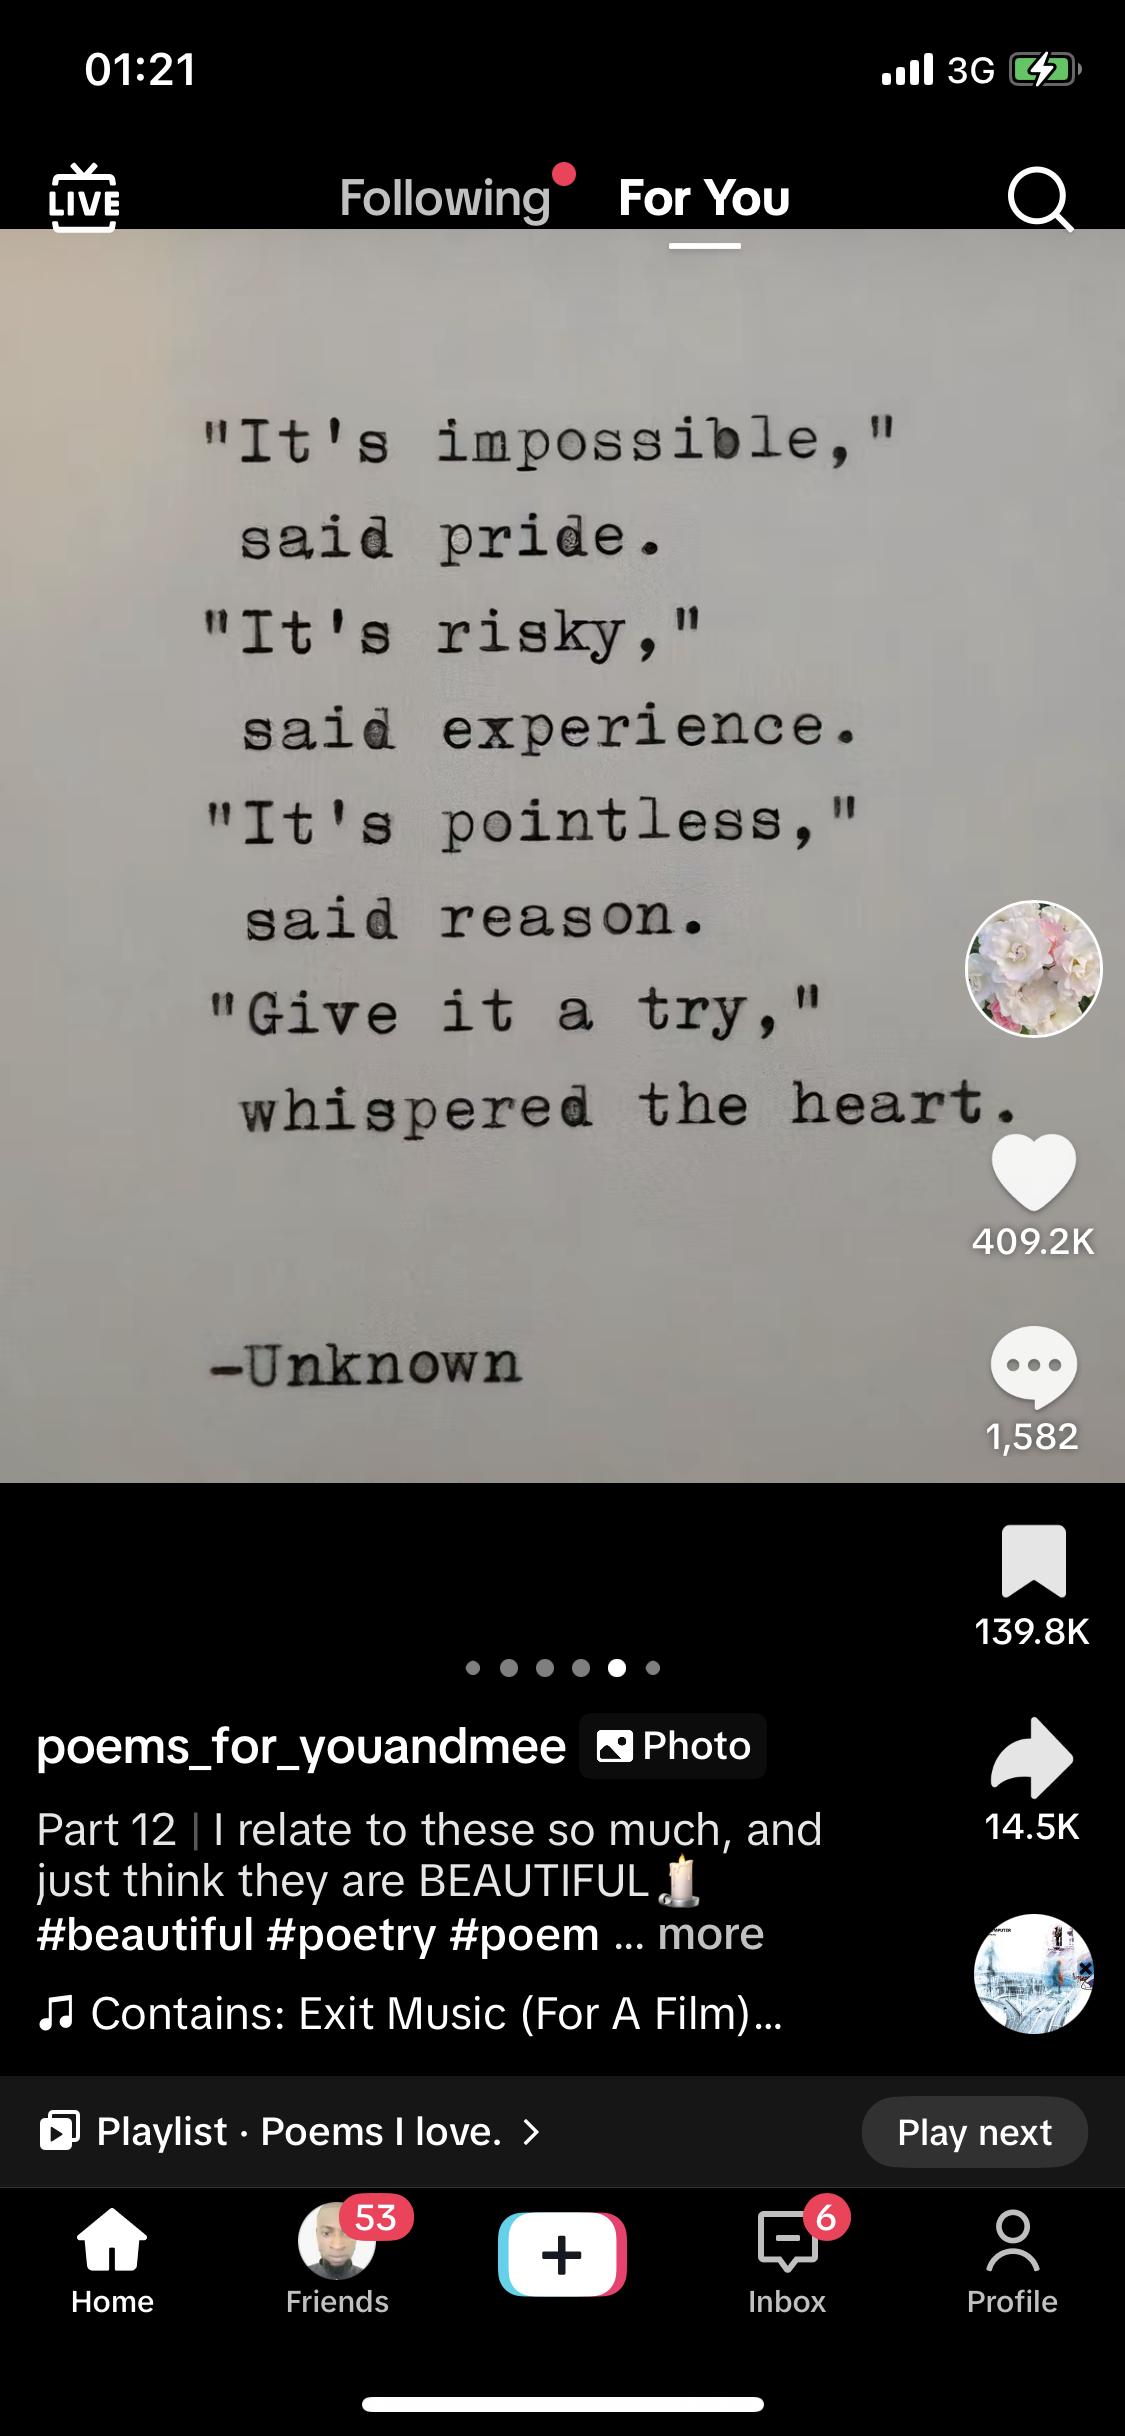 01:21
3G
LIVE
Following
For You
"It's impossible,"
said pride.
"It's risky,"
said experience.
"It's pointless,"
said reason.
"Give it a try,"
whispered the heart.
-Unknown
409.2K
1,582
139.8K
14.5K
poems_for_youandmee
Photo
Part 12 | I relate to these so much, and
just think they are BEAUTIFUL🕯️
#beautiful #poetry #poem ... more
Contains: Exit Music (For A Film)...
Playlist · Poems I love. >
Play next
Home
53
Friends
6
Inbox
Profile